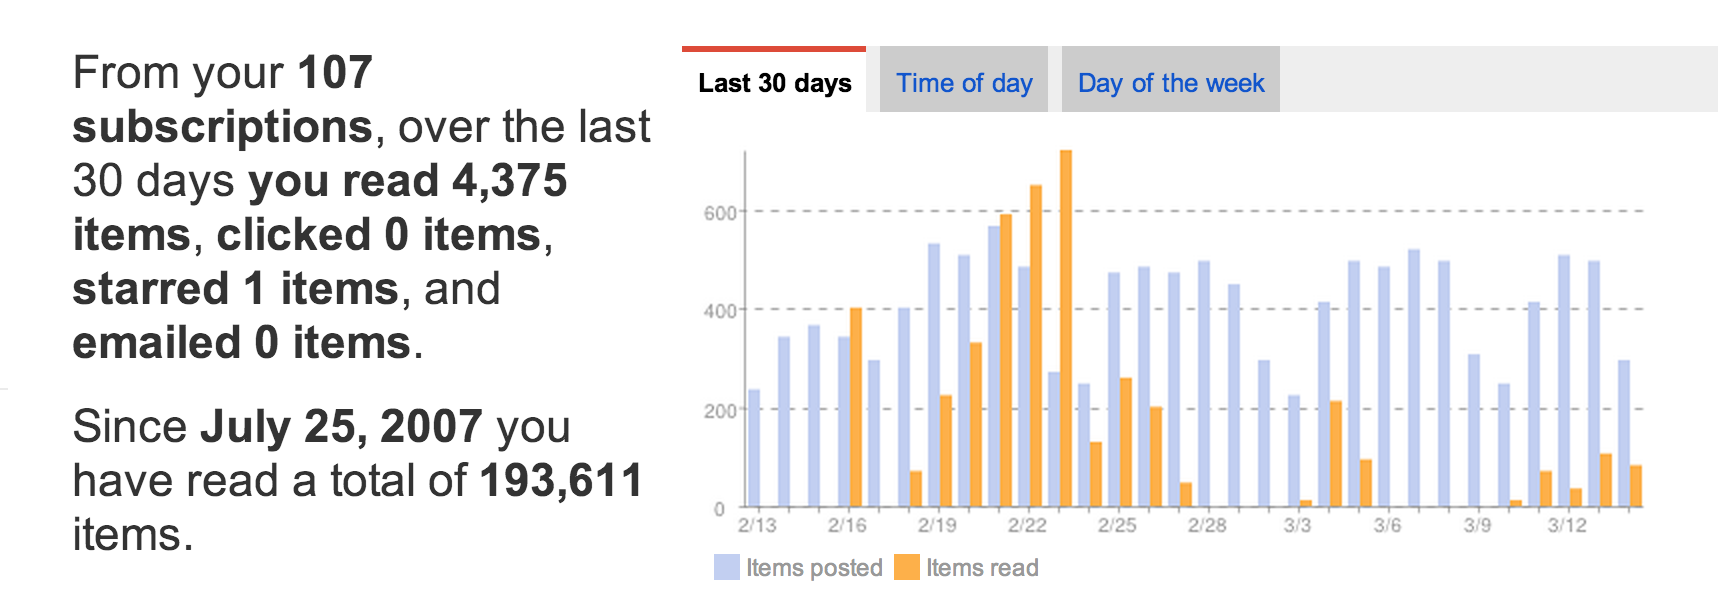 From your 107
subscriptions, over the last
30 days you read 4,375
items, clicked 0 items,
starred 1 items, and
emailed 0 items.
Since July 25, 2007 you
have read a total of 193,611
items.
Last 30 days
Time of day
Day of the week
600
400
200
0
2/13 2/16 2/19 2/22 2/25 2/28 3/3 3/6 3/9 3/12
Items posted Items read